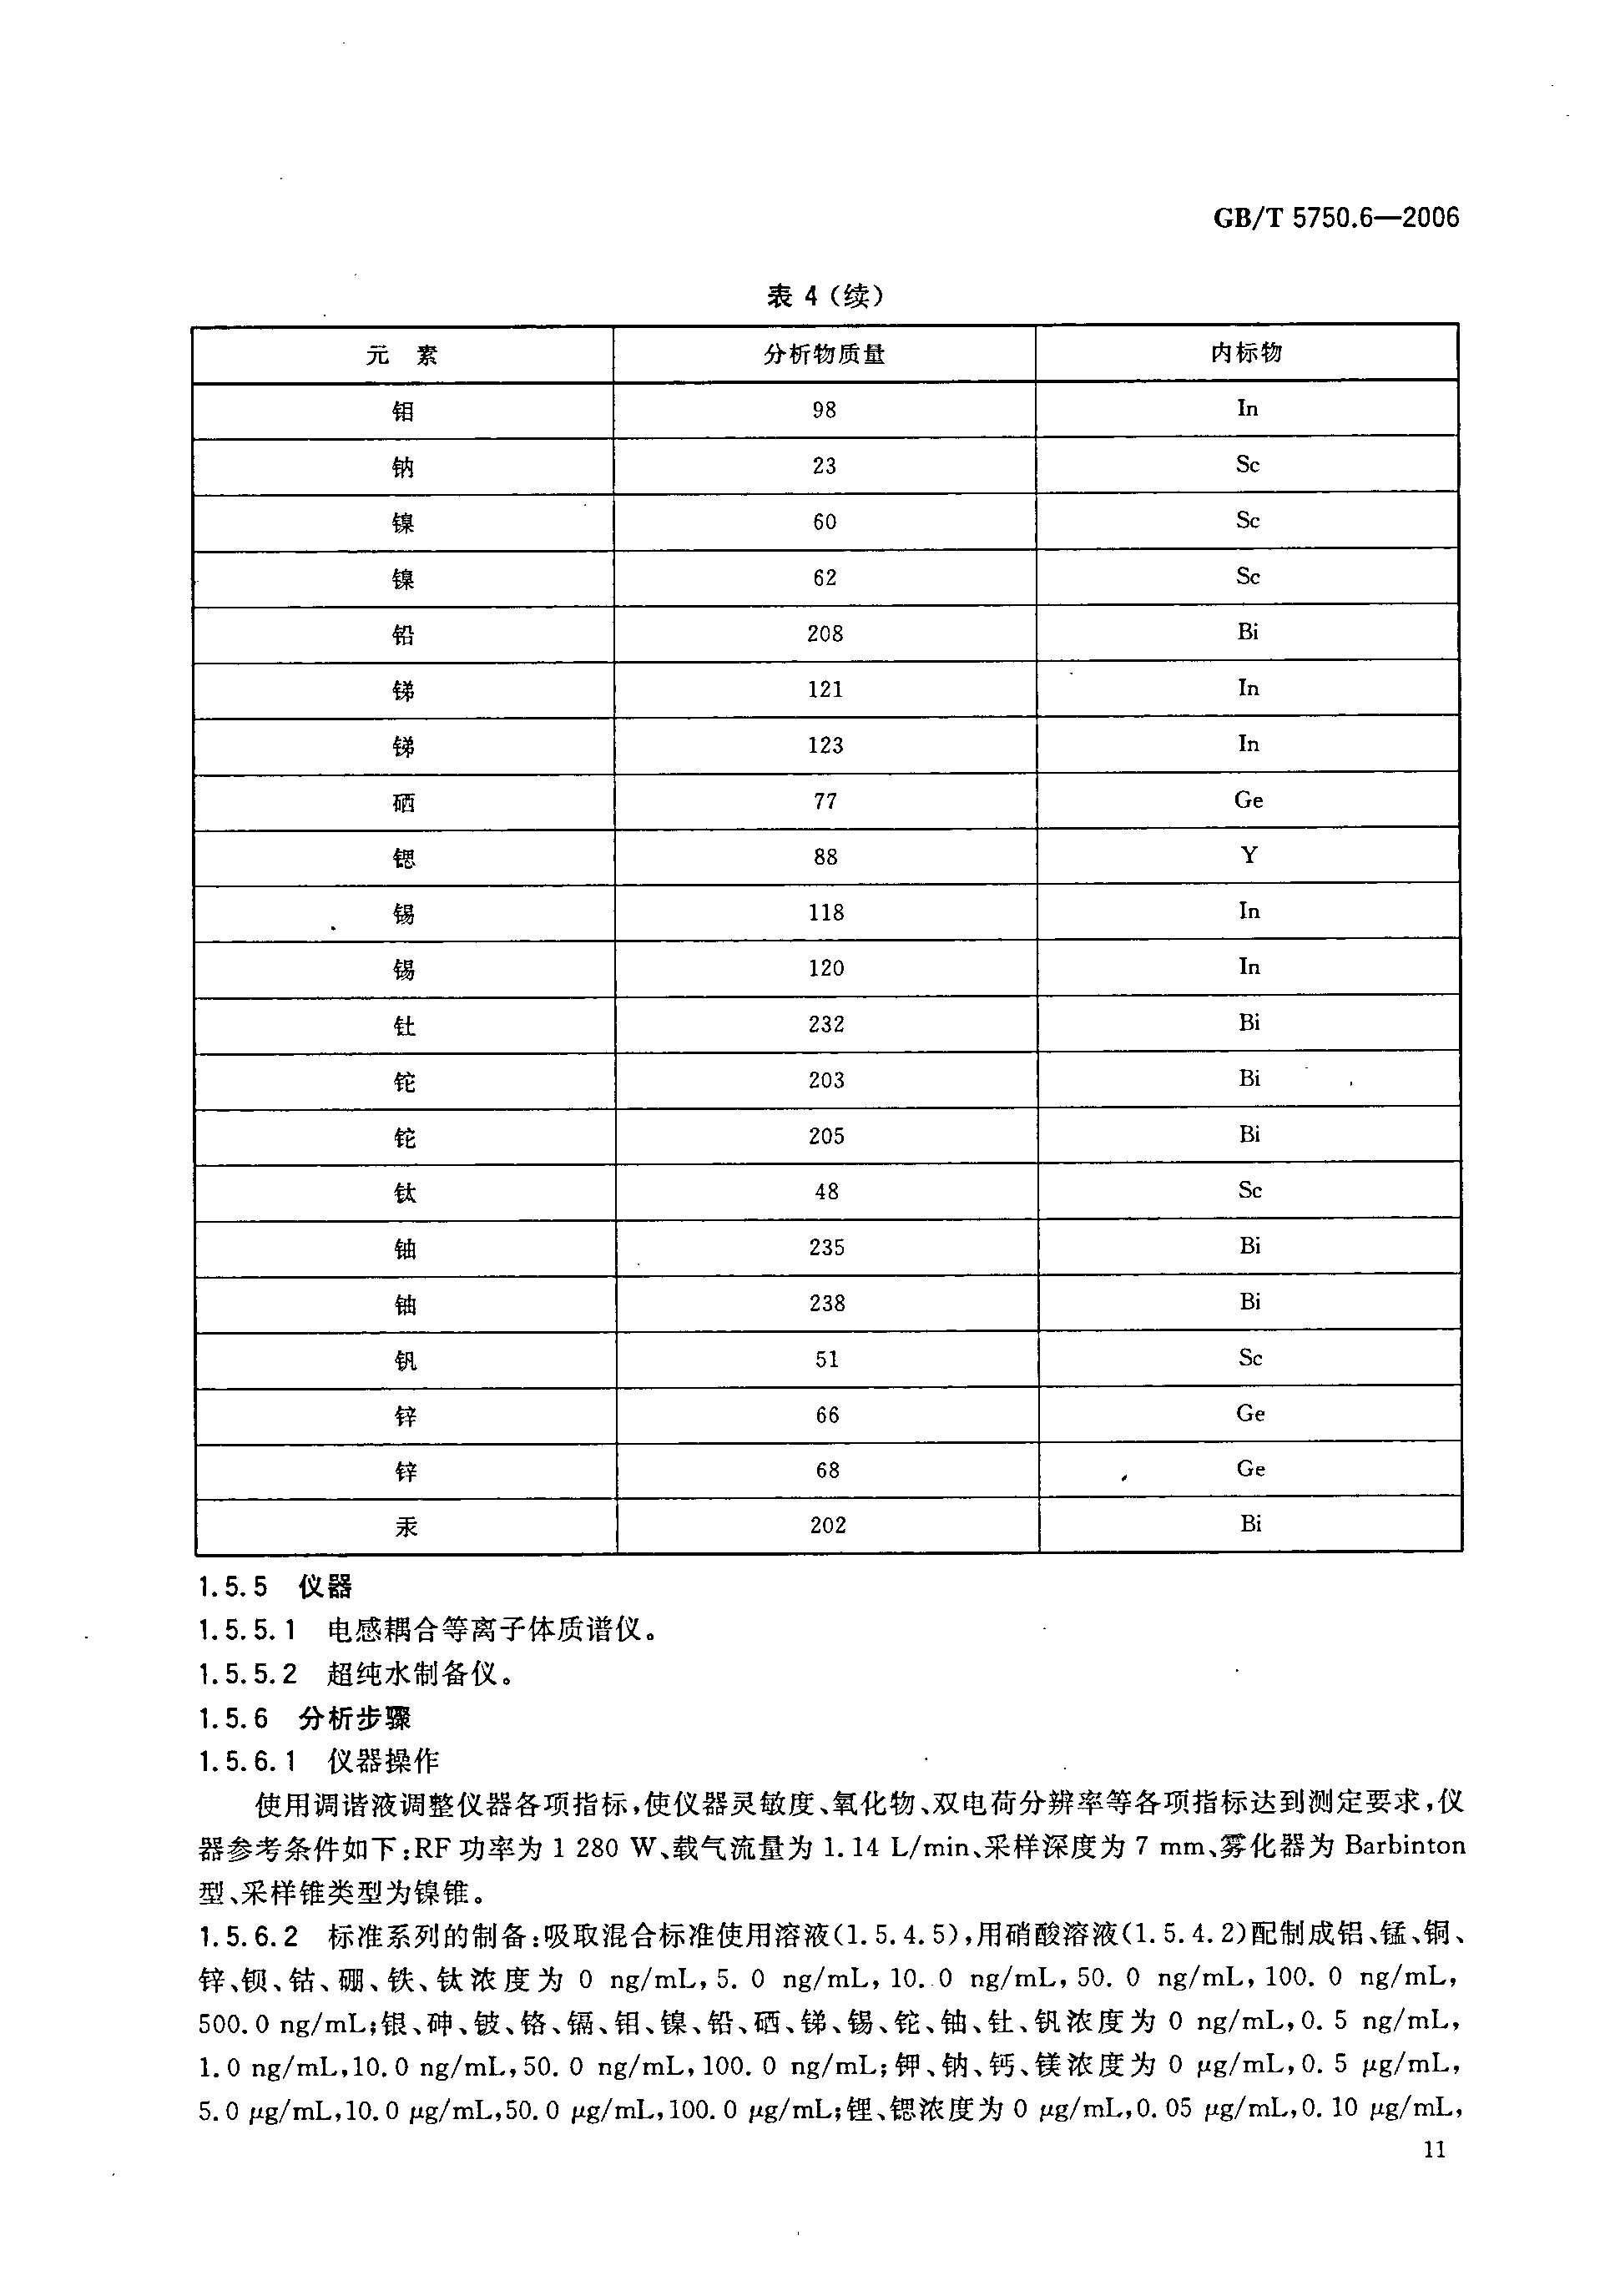 GB/T 5750.6—2006
表 4（续）
元 素 分析物质量 内标物
钼 98 In
钠 23 Sc
镍 60 Sc
镍 62 Sc
铅 208 Bi
锑 121 In
锑 123 In
硒 77 Ge
锶 88 Y
锡 118 In
锡 120 In
钍 232 Bi
铊 203 Bi
铊 205 Bi
钛 48 Sc
铀 235 Bi
铀 238 Bi
钒 51 Sc
锌 66 Ge
锌 68 Ge
汞 202 Bi
1.5.5 仪器
1.5.5.1 电感耦合等离子体质谱仪。
1.5.5.2 超纯水制备仪。
1.5.6 分析步骤
1.5.6.1 仪器操作
使用调谐液调整仪器各项指标,使仪器灵敏度、氧化物、双电荷分辨率等各项指标达到测定要求,仪
器参考条件如下:RF 功率为 1 280 W、载气流量为 1.14 L/min、采样深度为 7 mm、雾化器为 Barbinton
型、采样锥类型为镍锥。
1.5.6.2 标准系列的制备:吸取混合标准使用溶液(1.5.4.5),用硝酸溶液(1.5.4.2)配制成铝、锰、铜、
锌、钡、钴、硼、铁、钛浓度为 0 ng/mL,5.0 ng/mL,10.0 ng/mL,50.0 ng/mL,100.0 ng/mL,
500.0 ng/mL;银、砷、铍、铬、镉、钼、镍、铅、硒、锑、锡、铊、铀、钍、钒浓度为 0 ng/mL,0.5 ng/mL,
1.0 ng/mL,10.0 ng/mL,50.0 ng/mL,100.0 ng/mL;钾、钠、钙、镁浓度为 0 μg/mL,0.5 μg/mL,
5.0 μg/mL,10.0 μg/mL,50.0 μg/mL,100.0 μg/mL;锂、锶浓度为 0 μg/mL,0.05 μg/mL,0.10 μg/mL,
11